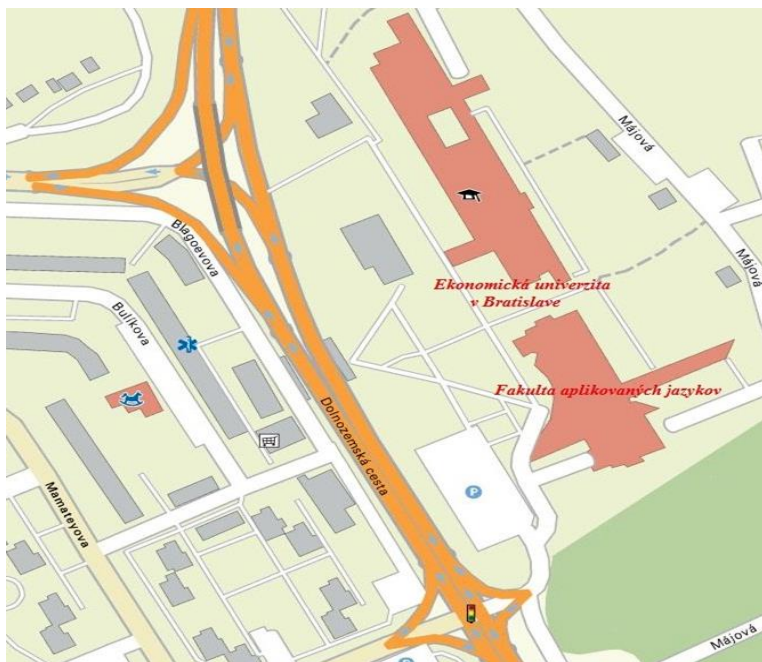 Májová
Blagoevova
Májová
Ekonomická univerzita
v Bratislave
Bulíkova
Fakulta aplikovaných jazykov
Dolnozemská cesta
Mamateyova
P
Májová
P